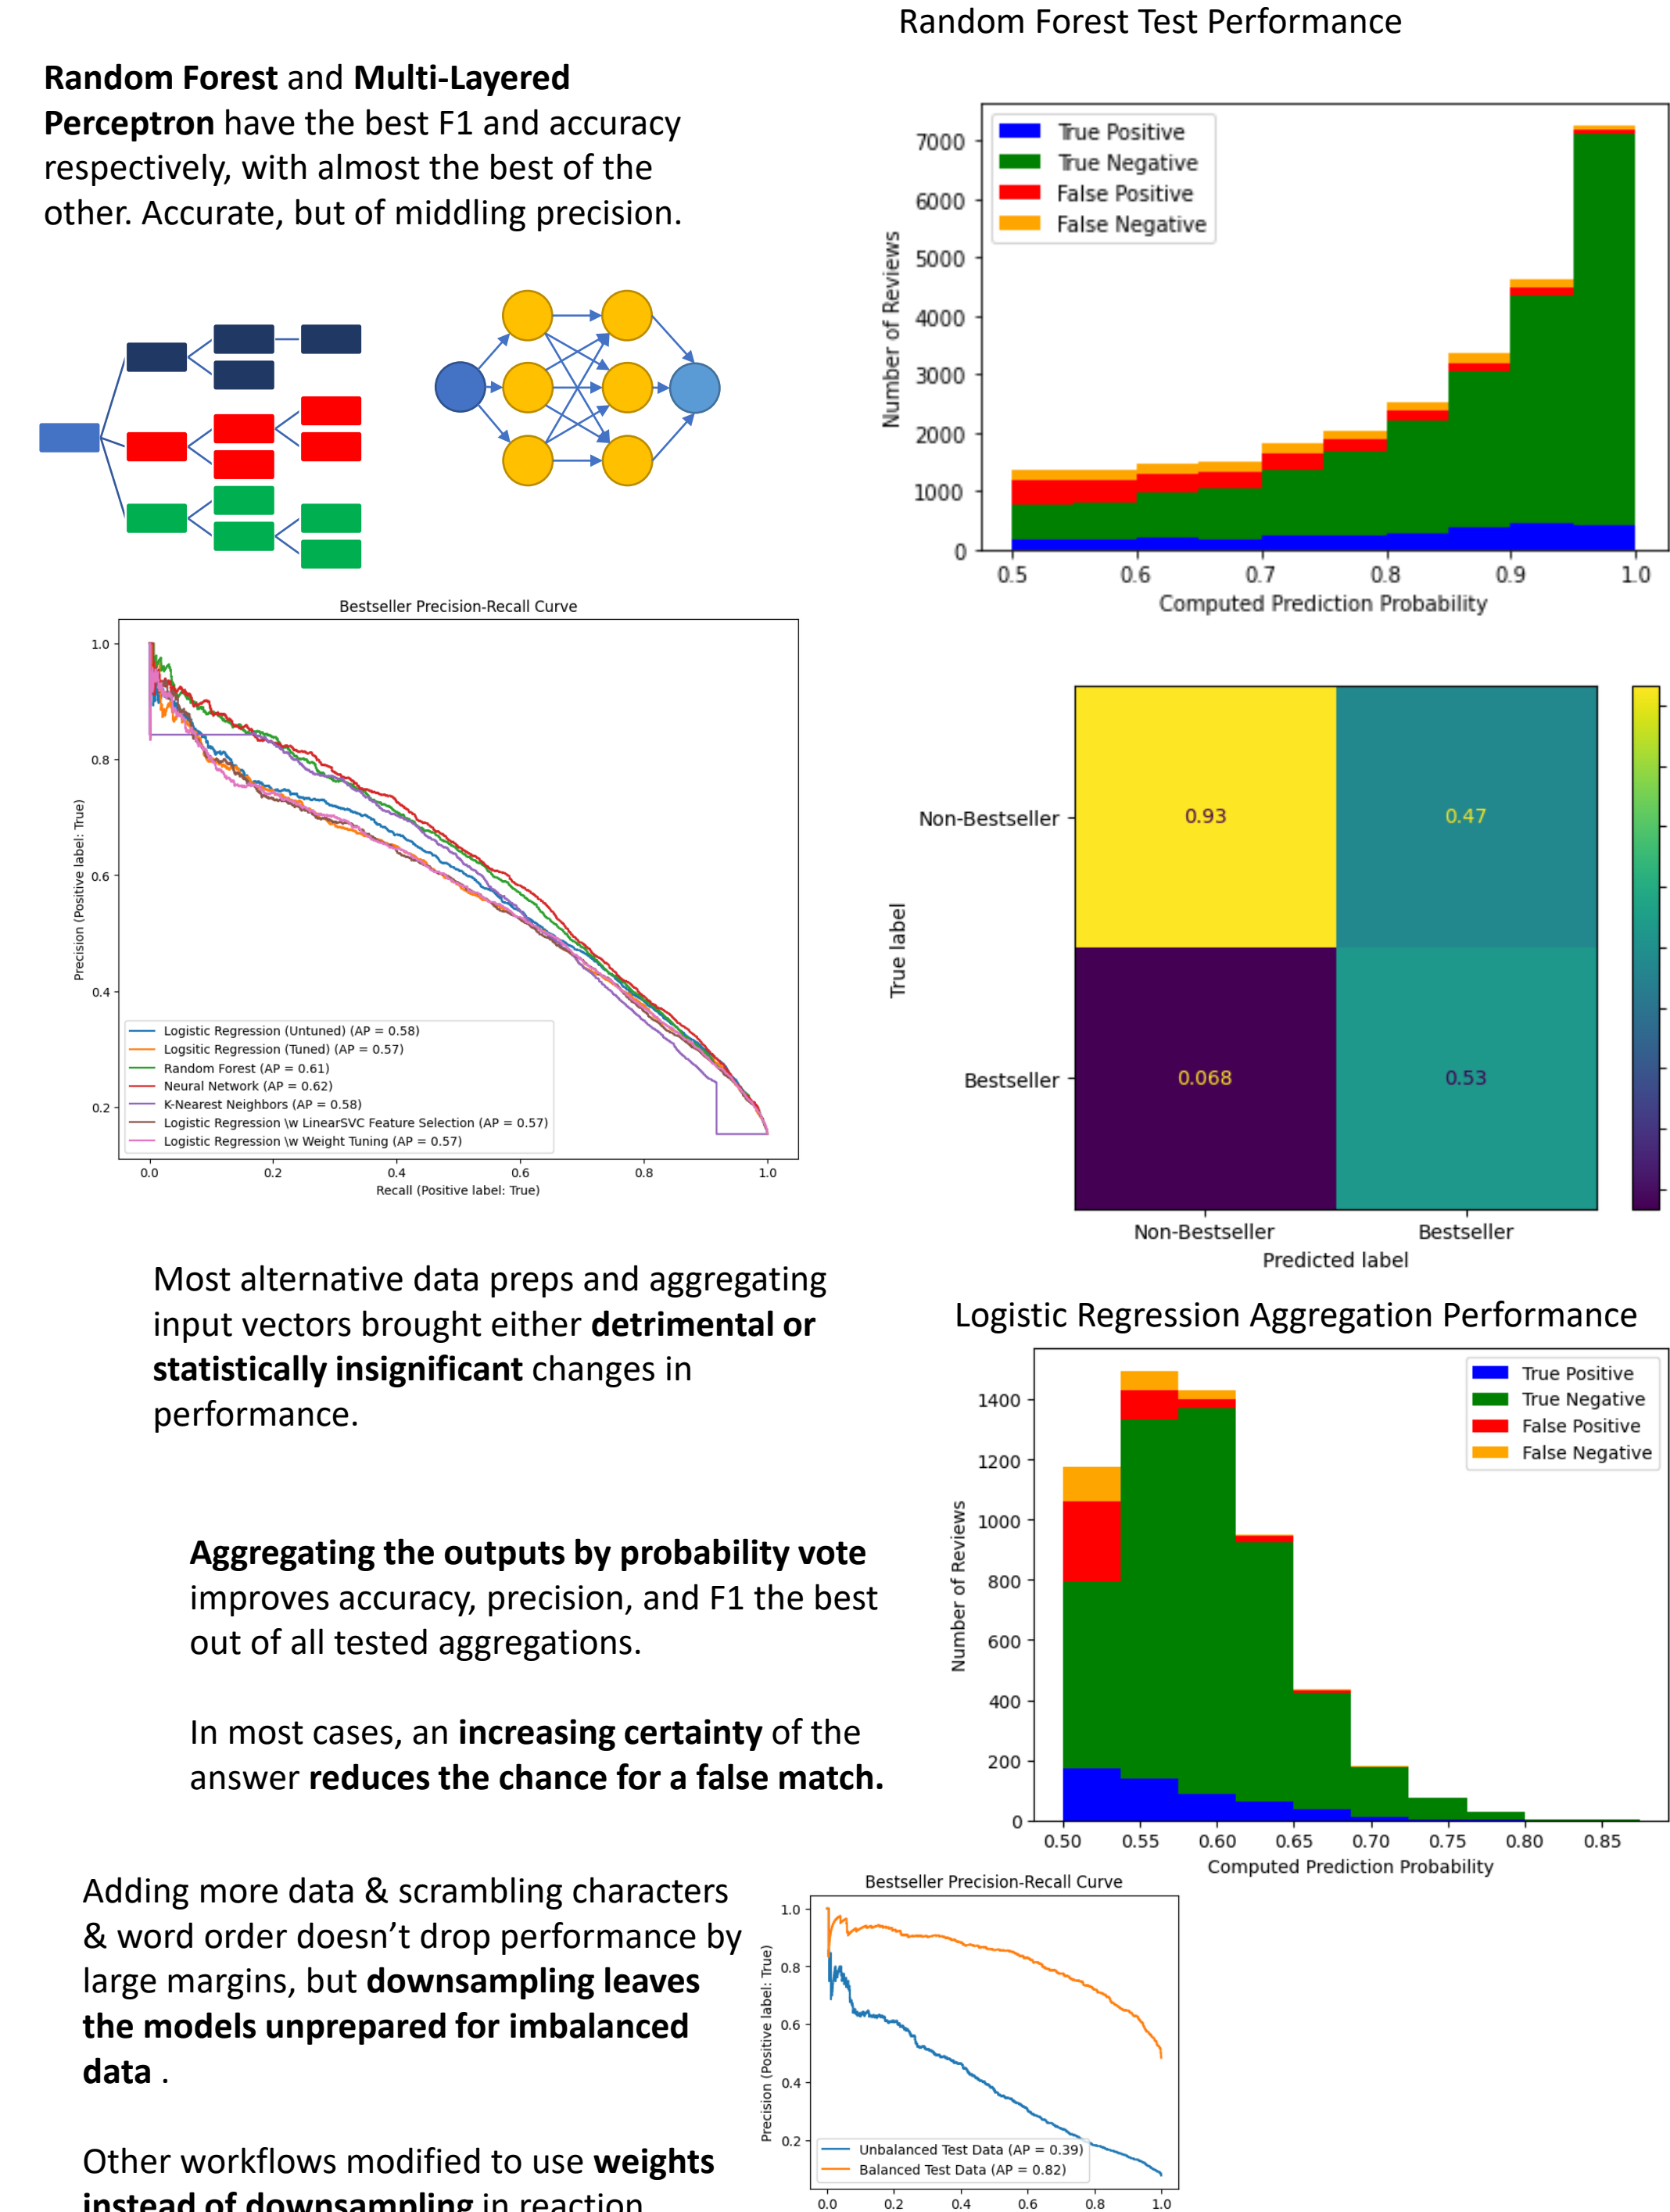 Random Forest Test Performance
Random Forest and Multi-Layered
Perceptron have the best F1 and accuracy
respectively, with almost the best of the
other. Accurate, but of middling precision.
True Positive
True Negative
False Positive
False Negative
7000
6000
5000
4000
3000
2000
1000
0
Number of Reviews
0.5 0.6 0.7 0.8 0.9 1.0
Computed Prediction Probability
Bestseller Precision-Recall Curve
1.0
0.8
0.6
0.4
0.2
Precision (Positive label: True)
Logistic Regression (Untuned) (AP = 0.58)
Logsitic Regression (Tuned) (AP = 0.57)
Random Forest (AP = 0.61)
Neural Network (AP = 0.62)
K-Nearest Neighbors (AP = 0.58)
Logistic Regression \w LinearSVC Feature Selection (AP = 0.57)
Logistic Regression \w Weight Tuning (AP = 0.57)
0.0 0.2 0.4 0.6 0.8 1.0
Recall (Positive label: True)
Non-Bestseller
0.93
0.47
True label
Bestseller
0.068
0.53
Non-Bestseller Bestseller
Predicted label
Most alternative data preps and aggregating
input vectors brought either detrimental or
statistically insignificant changes in
performance.
Logistic Regression Aggregation Performance
True Positive
True Negative
False Positive
False Negative
1400
1200
1000
800
600
400
200
0
Number of Reviews
0.50 0.55 0.60 0.65 0.70 0.75 0.80 0.85
Computed Prediction Probability
Aggregating the outputs by probability vote
improves accuracy, precision, and F1 the best
out of all tested aggregations.
In most cases, an increasing certainty of the
answer reduces the chance for a false match.
Adding more data & scrambling characters
& word order doesn't drop performance by
large margins, but downsampling leaves
the models unprepared for imbalanced
data .
Other workflows modified to use weights
instead of downsampling in reaction
Bestseller Precision-Recall Curve
1.0
0.8
0.6
0.4
0.2
Precision (Positive label: True)
Unbalanced Test Data (AP = 0.39)
Balanced Test Data (AP = 0.82)
0.0 0.2 0.4 0.6 0.8 1.0